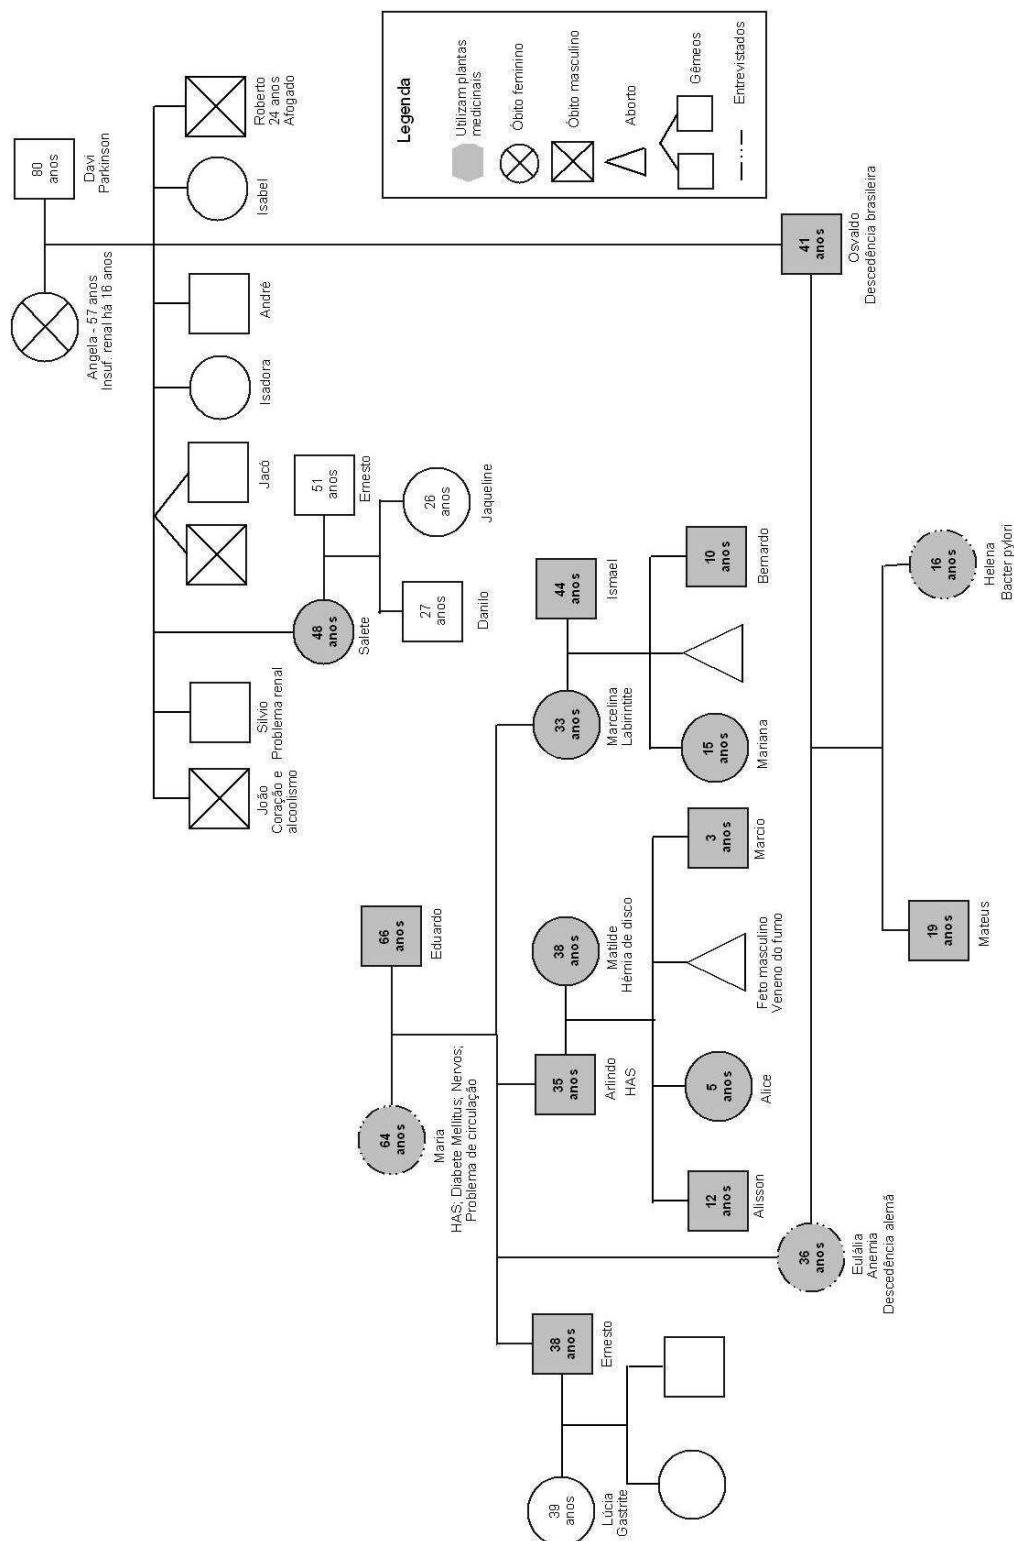 Angela - 57 anos
Insuf. renal há 16 anos
80
anos
Davi
Parkinson
João
Coração e
alcoolismo
Silvio
Problema renal
Jacó
Isadora
André
Isabel
Roberto
24 anos
Afogado
48
anos
Salete
51
anos
Ernesto
27
anos
Danilo
26
anos
Jaqueline
64
anos
Maria
HAS; Diabete Mellitus; Nervos;
Problema de circulação
66
anos
Eduardo
39
anos
Lúcia
Gastrite
38
anos
Ernesto
35
anos
Arlindo
HAS
38
anos
Matilde
Hérnia de disco
33
anos
Marcelina
Labirintite
44
anos
Ismael
12
anos
Alisson
5
anos
Alice
Feto masculino
Veneno do fumo
3
anos
Marcio
15
anos
Mariana
10
anos
Bernardo
36
anos
Eulália
Anemia
Descedência alemã
41
anos
Osvaldo
Descedência brasileira
19
anos
Mateus
16
anos
Helena
Bacter pylori
Legenda
Utilizam plantas
medicinais
Óbito feminino
Óbito masculino
Aborto
Gêmeos
Entrevistados